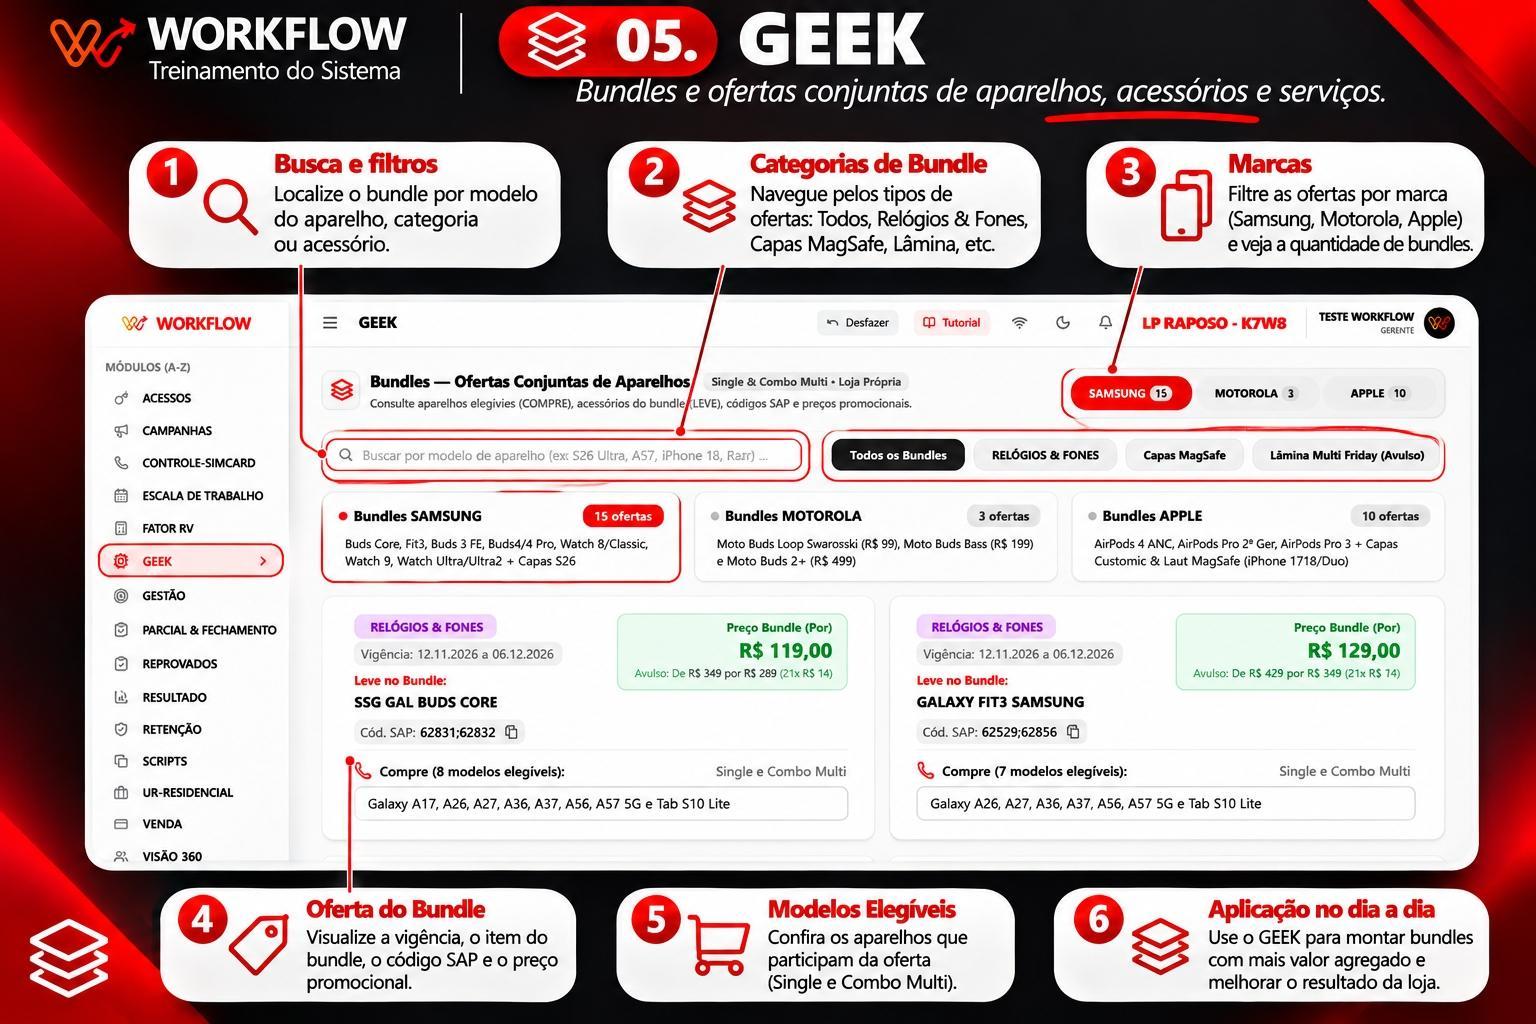 WORKFLOW
Treinamento do Sistema
05. GEEK
Bundles e ofertas conjuntas de aparelhos, acessórios e serviços.
1
Busca e filtros
Localize o bundle por modelo
do aparelho, categoria
ou acessório.
2
Categorias de Bundle
Navegue pelos tipos de
ofertas: Todos, Relógios & Fones,
Capas MagSafe, Lâmina, etc.
3
Marcas
Filtre as ofertas por marca
(Samsung, Motorola, Apple)
e veja a quantidade de bundles.
WORKFLOW
GEEK
Desfazer
Tutorial
LP RAPOSO - K7W8
TESTE WORKFLOW
GERENTE
MÓDULOS (A-Z)
ACESSOS
CAMPANHAS
CONTROLE-SIMCARD
ESCALA DE TRABALHO
FATOR RV
GEEK
GESTÃO
PARCIAL & FECHAMENTO
REPROVADOS
RESULTADO
RETENÇÃO
SCRIPTS
UR-RESIDENCIAL
VENDA
VISÃO 360
Bundles — Ofertas Conjuntas de Aparelhos
Single & Combo Multi • Loja Própria
Consulte aparelhos elegívies (COMPRE), acessórios do bundle (LEVE), códigos SAP e preços promocionais.
SAMSUNG 15
MOTOROLA 3
APPLE 10
Buscar por modelo de aparelho (ex: S26 Ultra, A57, iPhone 18, Razr) ...
Todos os Bundles
RELÓGIOS & FONES
Capas MagSafe
Lâmina Multi Friday (Avulso)
Bundles SAMSUNG
15 ofertas
Buds Core, Fit3, Buds 3 FE, Buds4/4 Pro, Watch 8/Classic,
Watch 9, Watch Ultra/Ultra2 + Capas S26
Bundles MOTOROLA
3 ofertas
Moto Buds Loop Swarosski (R$ 99), Moto Buds Bass (R$ 199)
e Moto Buds 2+ (R$ 499)
Bundles APPLE
10 ofertas
AirPods 4 ANC, AirPods Pro 2ª Ger, AirPods Pro 3 + Capas
Customic & Laut MagSafe (iPhone 1718/Duo)
RELÓGIOS & FONES
Vigência: 12.11.2026 a 06.12.2026
Leve no Bundle:
SSG GAL BUDS CORE
Cód. SAP: 62831;62832
Preço Bundle (Por)
R$ 119,00
Avulso: De R$ 349 por R$ 289 (21x R$ 14)
Compre (8 modelos elegíveis):
Single e Combo Multi
Galaxy A17, A26, A27, A36, A37, A56, A57 5G e Tab S10 Lite
RELÓGIOS & FONES
Vigência: 12.11.2026 a 06.12.2026
Leve no Bundle:
GALAXY FIT3 SAMSUNG
Cód. SAP: 62529;62856
Preço Bundle (Por)
R$ 129,00
Avulso: De R$ 429 por R$ 349 (21x R$ 14)
Compre (7 modelos elegíveis):
Single e Combo Multi
Galaxy A26, A27, A36, A37, A56, A57 5G e Tab S10 Lite
4
Oferta do Bundle
Visualize a vigência, o item do
bundle, o código SAP e o preço
promocional.
5
Modelos Elegíveis
Confira os aparelhos que
participam da oferta
(Single e Combo Multi).
6
Aplicação no dia a dia
Use o GEEK para montar bundles
com mais valor agregado e
melhorar o resultado da loja.